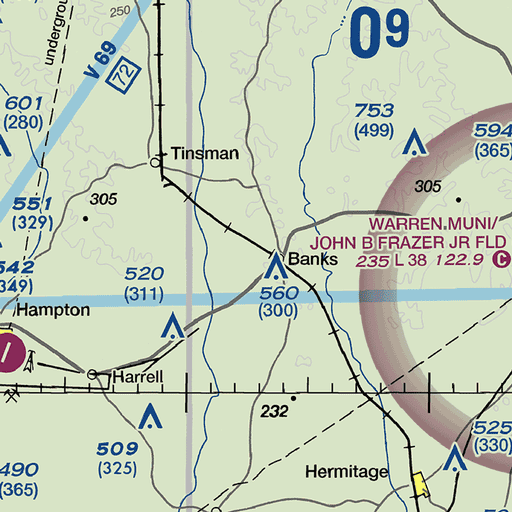 250
undergrou
V 69
72
09
601
(280)
753
(499)
594
(365)
Tinsman
305
305
551
(329)
WARREN MUNI/
JOHN B FRAZER JR FLD
235 L 38 122.9 C
Banks
542
(349)
520
(311)
560
(300)
Hampton
Harrell
232
509
(325)
525
(330)
490
(365)
Hermitage